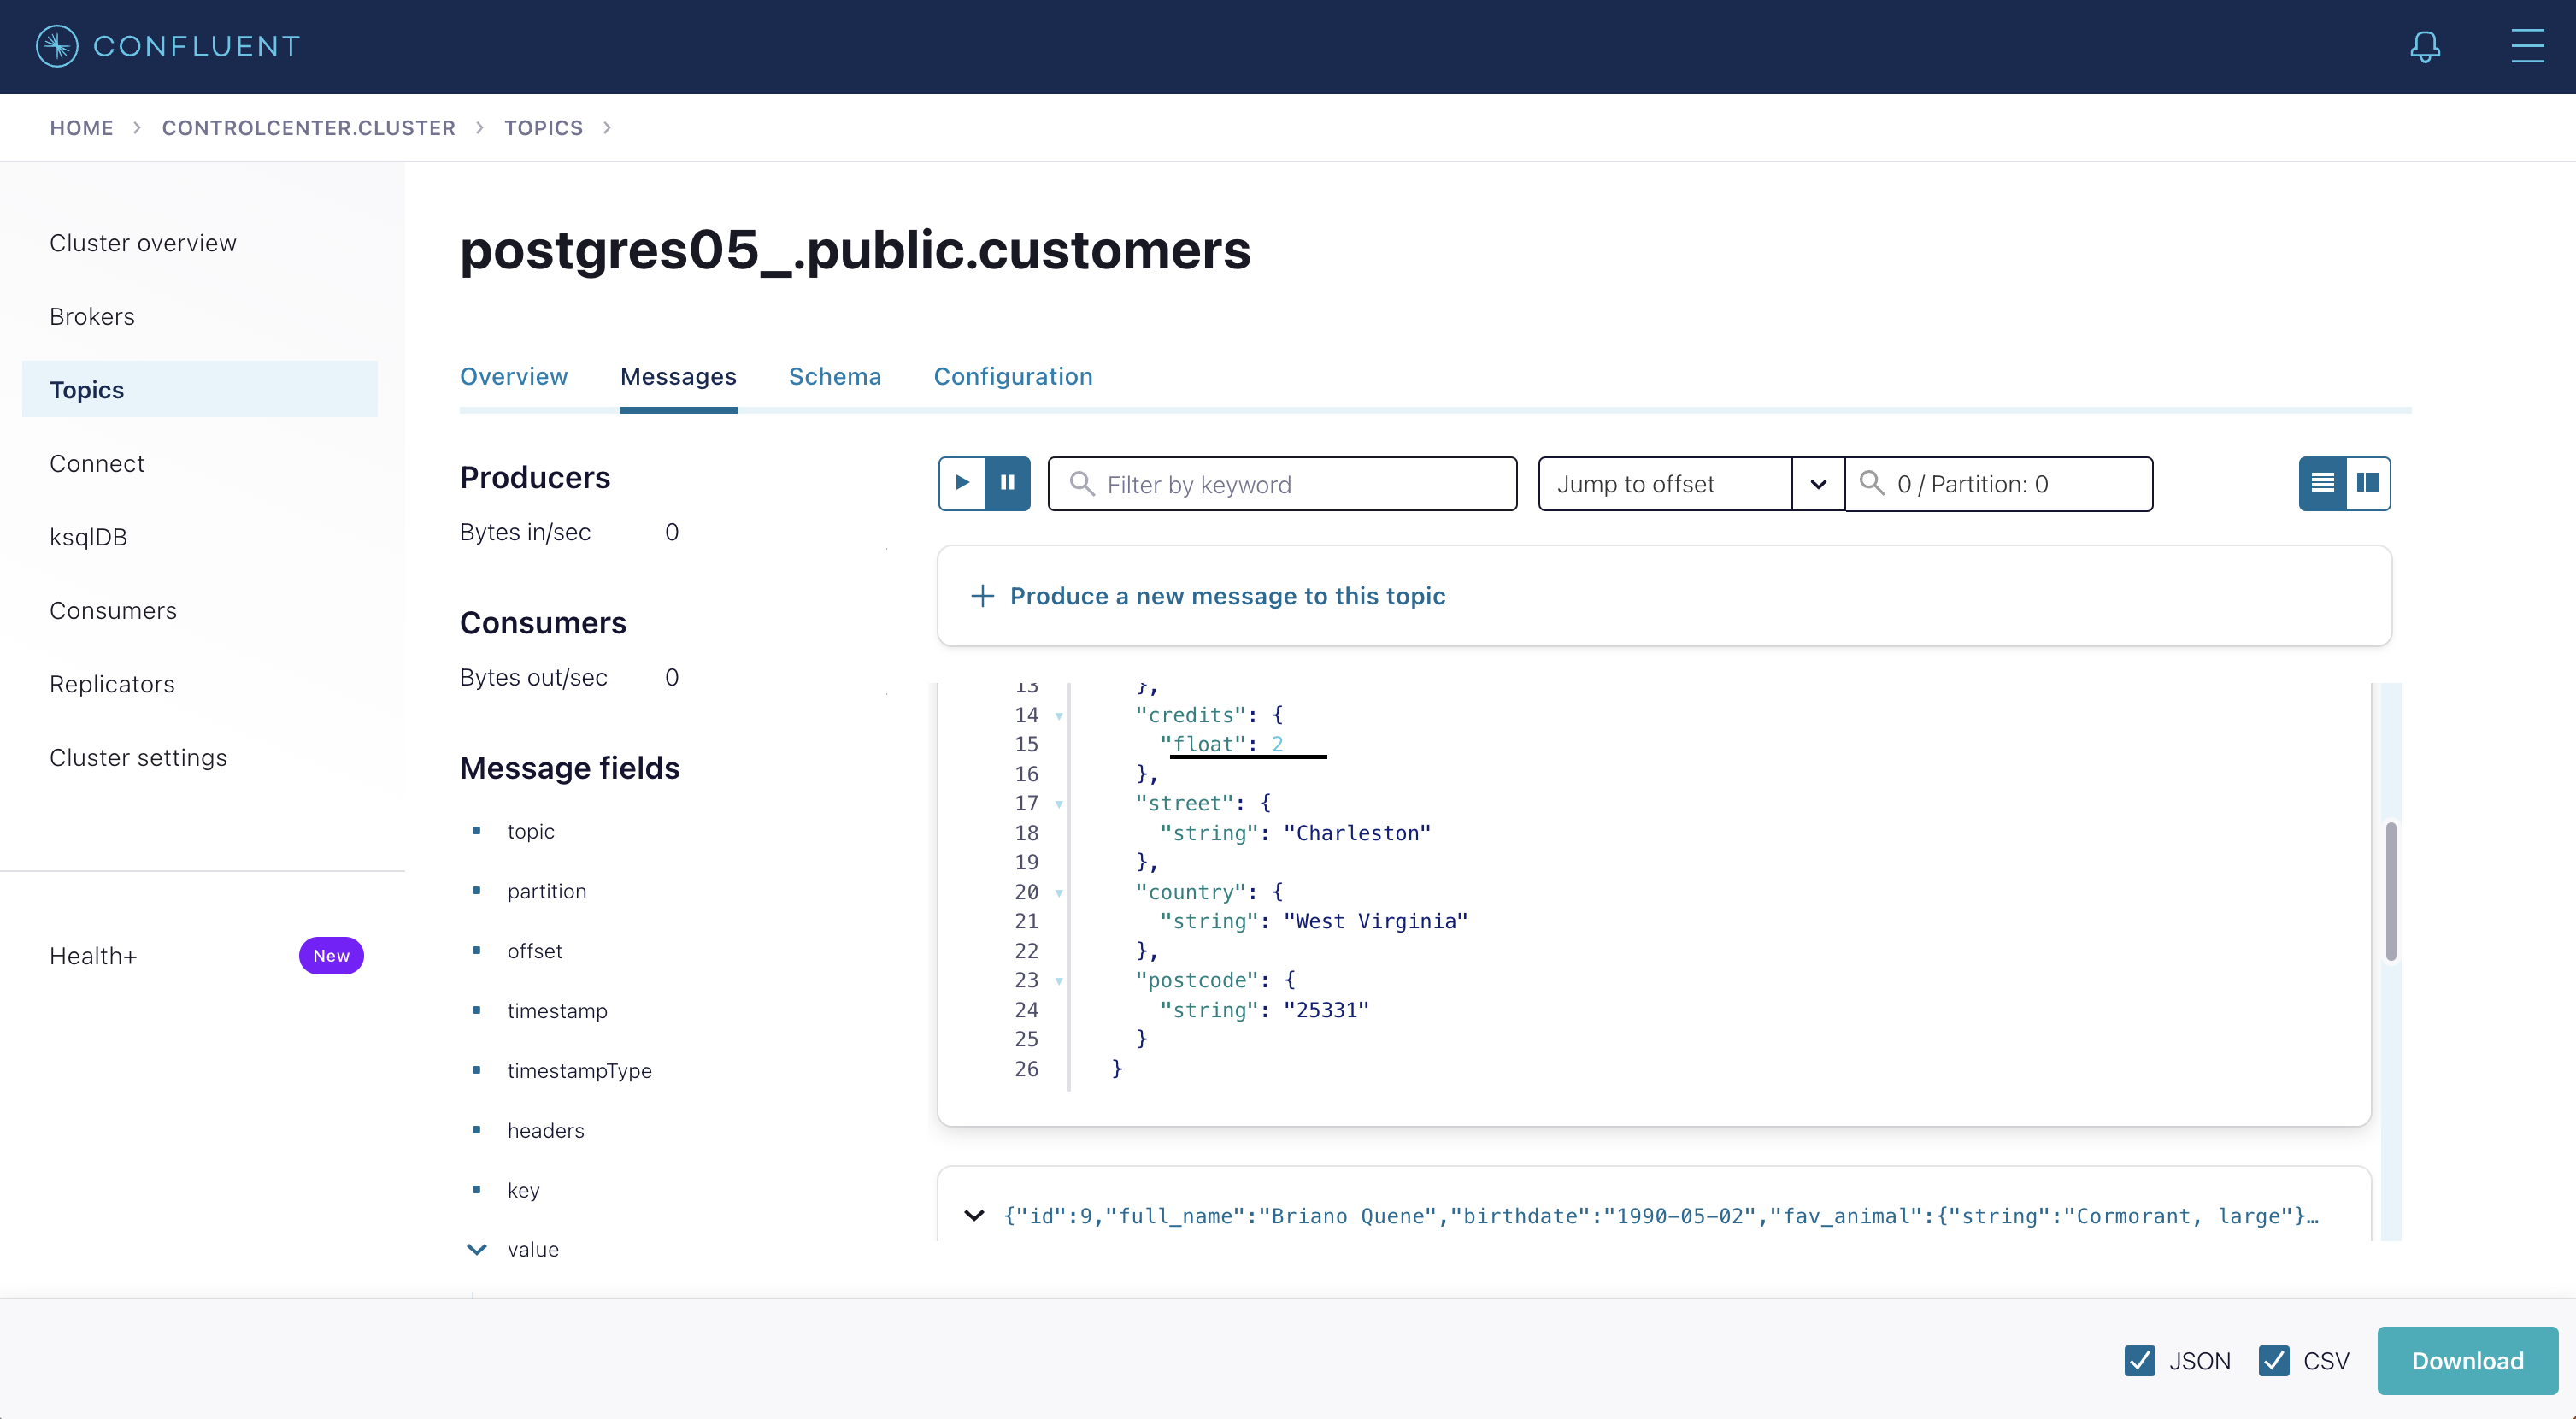 CONFLUENT
HOME > CONTROLCENTER.CLUSTER > TOPICS >
Cluster overview
Brokers
Topics
Connect
ksqlDB
Consumers
Replicators
Cluster settings
Health+ New
postgres05_.public.customers
Overview Messages Schema Configuration
Producers
Bytes in/sec 0
Consumers
Bytes out/sec 0
Message fields
topic
partition
offset
timestamp
timestampType
headers
key
value
Filter by keyword
Jump to offset
0 / Partition: 0
Produce a new message to this topic
13 },
14 "credits": {
15 "float": 2
16 },
17 "street": {
18 "string": "Charleston"
19 },
20 "country": {
21 "string": "West Virginia"
22 },
23 "postcode": {
24 "string": "25331"
25 }
26 }
{"id":9,"full_name":"Briano Quene","birthdate":"1990-05-02","fav_animal":{"string":"Cormorant, large"}…
JSON CSV Download